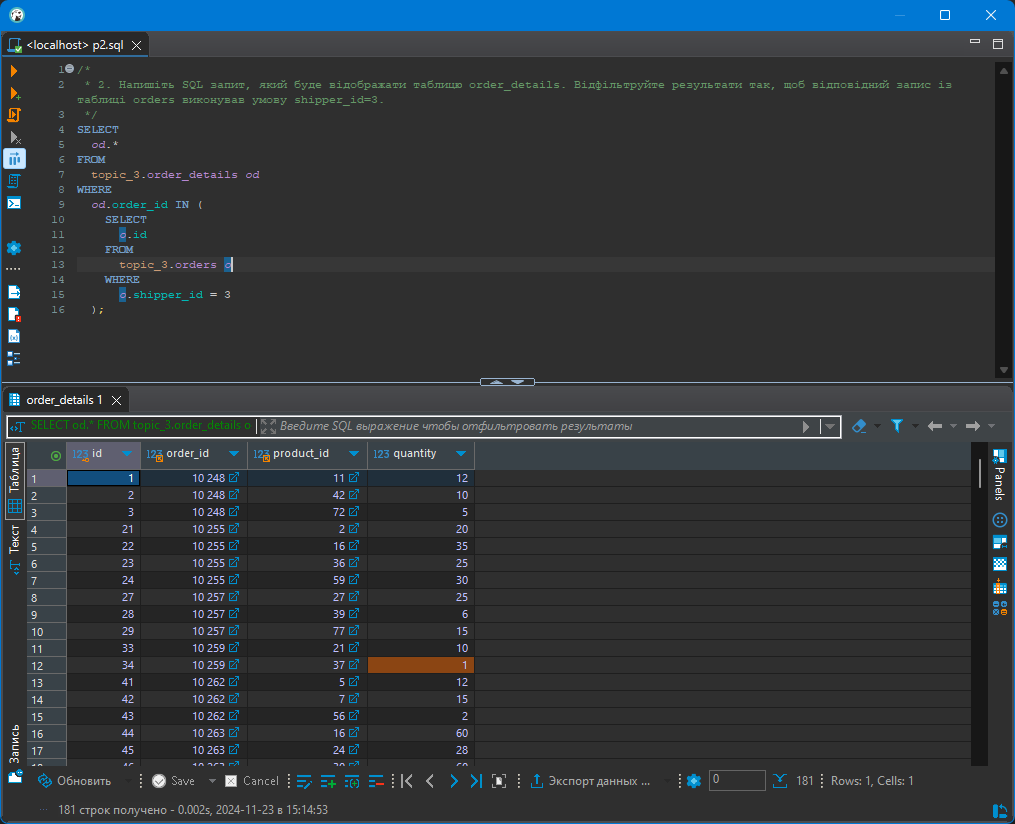 <localhost> p2.sql
1 /*
2 * 2. Напишіть SQL запит, який буде відображати таблицю order_details. Відфільтруйте результати так, щоб відповідний запис із
таблиці orders виконував умову shipper_id=3.
3 */
4 SELECT
5 od.*
6 FROM
7 topic_3.order_details od
8 WHERE
9 od.order_id IN (
10 SELECT
11 o.id
12 FROM
13 topic_3.orders o
14 WHERE
15 o.shipper_id = 3
16 );
order_details 1
SELECT od.* FROM topic_3.order_details o
Введите SQL выражение чтобы отфильтровать результаты
Таблица
Текст
Запись
Panels
123 id 123 order_id 123 product_id 123 quantity
1 1 10 248 11 12
2 2 10 248 42 10
3 3 10 248 72 5
4 21 10 255 2 20
5 22 10 255 16 35
6 23 10 255 36 25
7 24 10 255 59 30
8 27 10 257 27 25
9 28 10 257 39 6
10 29 10 257 77 15
11 33 10 259 21 10
12 34 10 259 37 1
13 41 10 262 5 12
14 42 10 262 7 15
15 43 10 262 56 2
16 44 10 263 16 60
17 45 10 263 24 28
Обновить Save Cancel Экспорт данных ... 0 181 Rows: 1, Cells: 1
181 строк получено - 0.002s, 2024-11-23 в 15:14:53